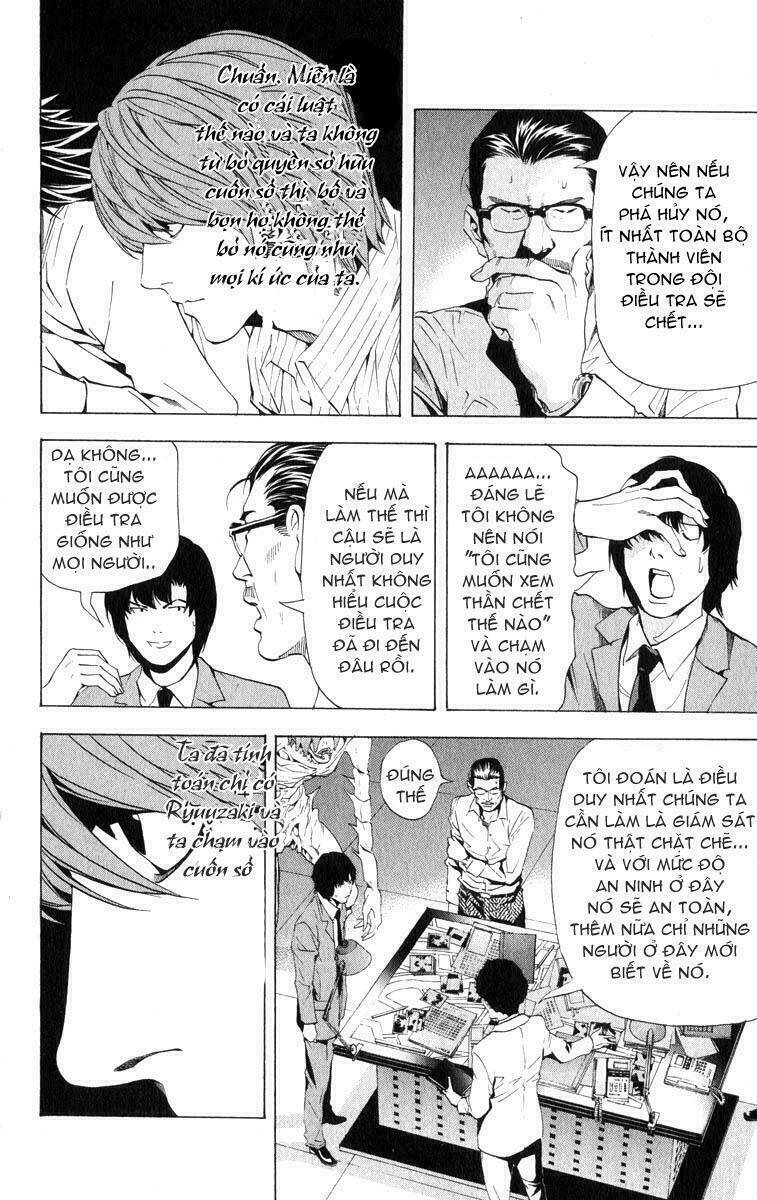 VẬY NÊN NẾU
CHÚNG TA
PHÁ HỦY NÓ,
ÍT NHẤT TOÀN BỘ
THÀNH VIÊN
TRONG ĐỘI
ĐIỀU TRA SẼ
CHẾT...
Chuẩn. Miễn là
có cái luật
thế nào và ta không
từ bỏ quyền sở hữu
cuốn sổ thì bố và
bọn họ không thể
bỏ nó cũng như
mọi kí ức của ta.
AAAAAA...
ĐÁNG LẼ
TÔI KHÔNG
NÊN NÓI
"TÔI CŨNG
MUỐN XEM
THẦN CHẾT
THẾ NÀO"
VÀ CHẠM
VÀO NÓ
LÀM GÌ.
NẾU MÀ
LÀM THẾ THÌ
CẬU SẼ LÀ
NGƯỜI DUY
NHẤT KHÔNG
HIỂU CUỘC
ĐIỀU TRA
ĐÃ ĐI ĐẾN
ĐÂU RỒI.
DẠ KHÔNG...
TÔI CŨNG
MUỐN ĐƯỢC
ĐIỀU TRA
GIỐNG NHƯ
MỌI NGƯỜI..
TÔI ĐOÁN LÀ ĐIỀU
DUY NHẤT CHÚNG TA
CẦN LÀM LÀ GIÁM SÁT
NÓ THẬT CHẶT CHẼ...
VÀ VỚI MỨC ĐỘ
AN NINH Ở ĐÂY
NÓ SẼ AN TOÀN,
THÊM NỮA CHỈ NHỮNG
NGƯỜI Ở ĐÂY MỚI
BIẾT VỀ NÓ.
ĐÚNG
THẾ
Ta đã tính
toán chỉ có
Riyuuzaki và
ta chạm vào
cuốn sổ